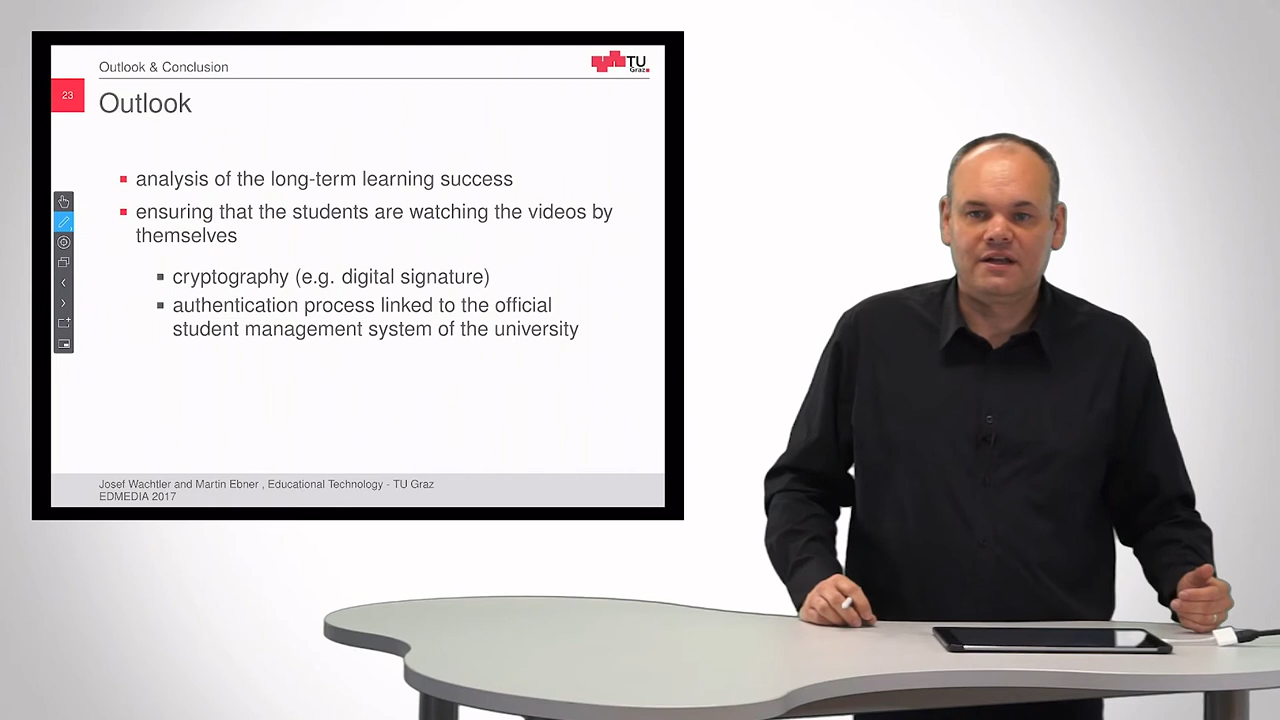 Outlook & Conclusion
TU
Graz
23
Outlook
analysis of the long-term learning success
ensuring that the students are watching the videos by
themselves
cryptography (e.g. digital signature)
authentication process linked to the official
student management system of the university
Josef Wachtler and Martin Ebner , Educational Technology - TU Graz
EDMEDIA 2017